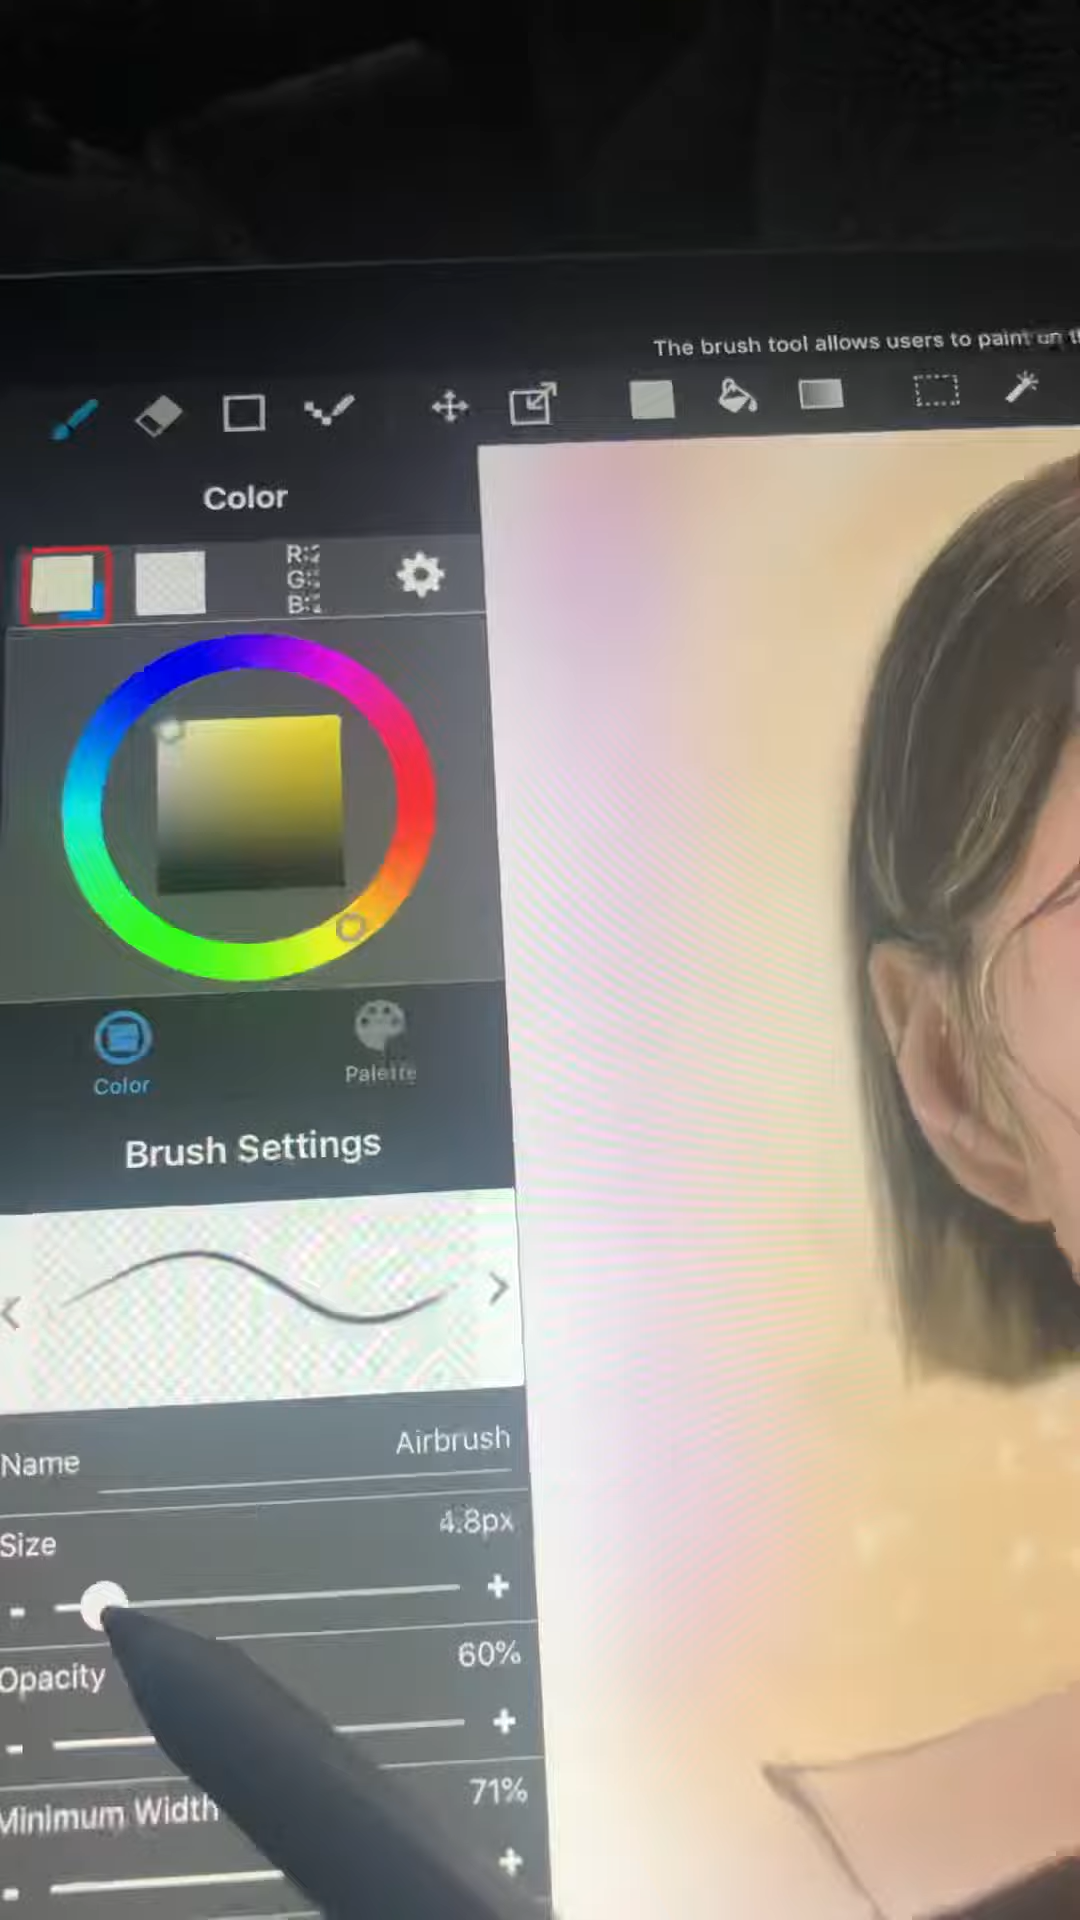 The brush tool allows users to paint on
Color
R:
G:
B:
Color
Palette
Brush Settings
Name
Airbrush
Size
4.8px
Opacity
60%
Minimum Width
71%